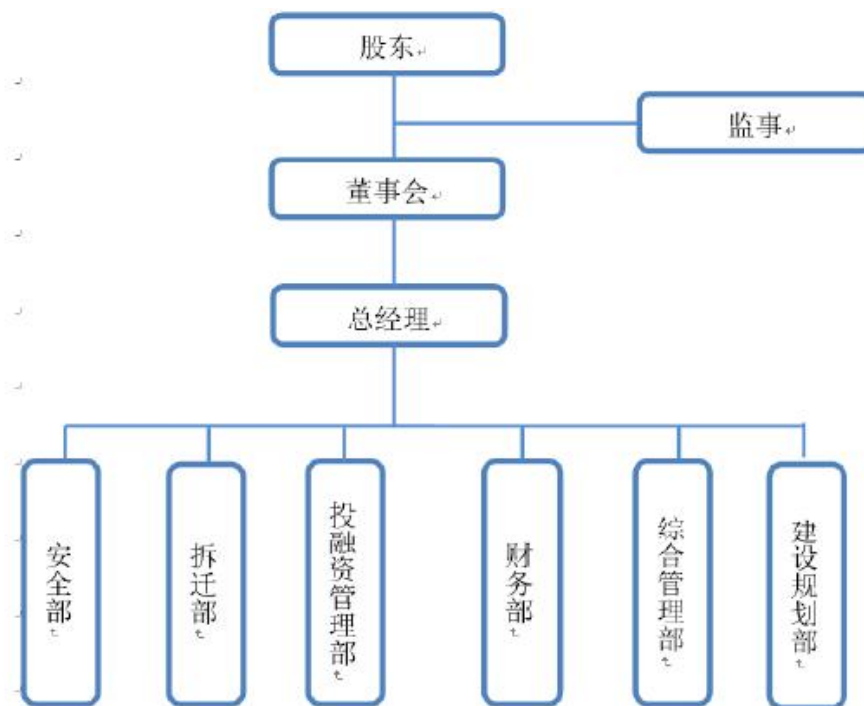 股东
监事
董事会
总经理
安全部
拆迁部
投融资管理部
财务部
综合管理部
建设规划部